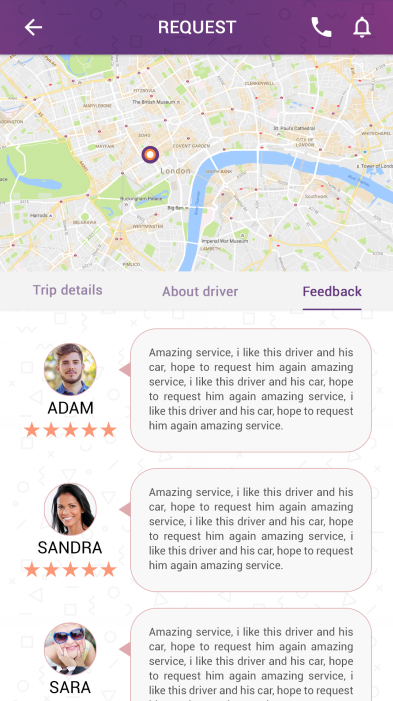 REQUEST
FITZROVIA
CLERKENWELL
The British Museum
MARYLEBONE
SOHO
St. Paul's Cathedral
WHITECHAPEL
MAYFAIR
COVENT GARDEN
CITY OF
LONDON
London
SOUTH BANK
Tower of London
Buckingham Palace
Southwark
Harrods
Big Ben
BELGRAVIA
WESTMINSTER
Imperial War Museum
LAMBETH
PIMLICO
Trip details
About driver
Feedback
ADAM
Amazing service, i like this driver and his
car, hope to request him again amazing
service, i like this driver and his car, hope
to request him again amazing service, i
like this driver and his car, hope to request
him again amazing service.
SANDRA
Amazing service, i like this driver and his
car, hope to request him again amazing
service, i like this driver and his car, hope
to request him again amazing service, i
like this driver and his car, hope to request
him again amazing service.
SARA
Amazing service, i like this driver and his
car, hope to request him again amazing
service, i like this driver and his car, hope
to request him again amazing service, i
like this driver and his car, hope to request